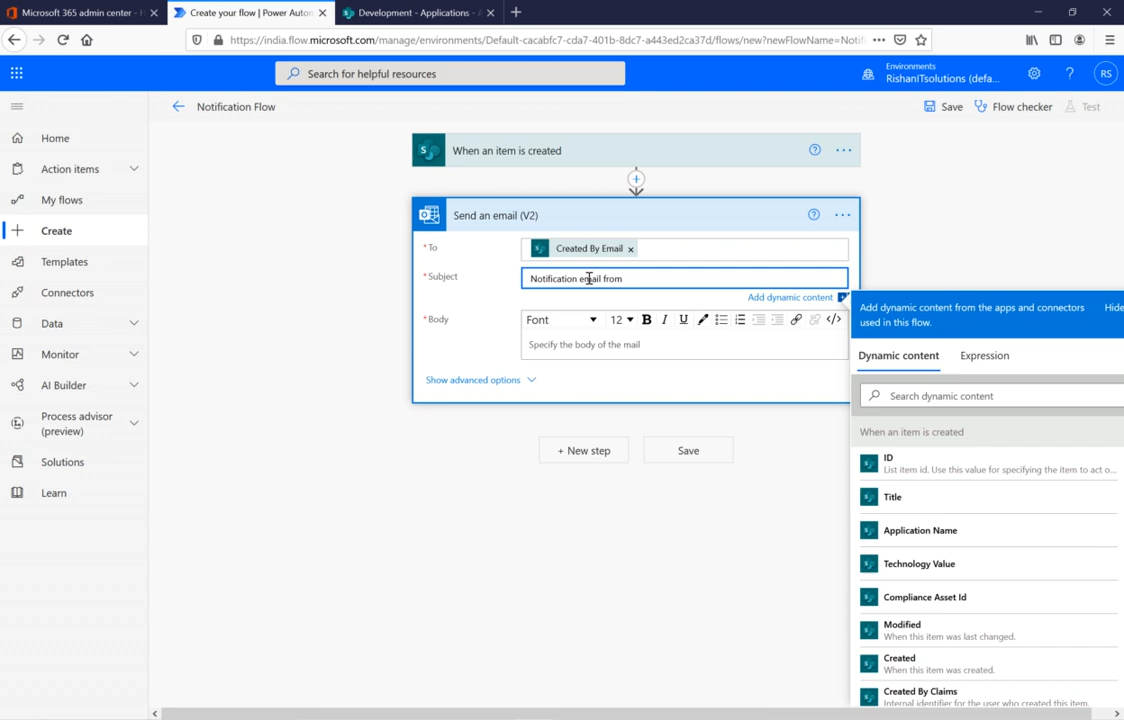 Microsoft 365 admin center - H
Create your flow | Power Autom
Development - Applications - A
https://india.flow.microsoft.com/manage/environments/Default-cacabfc7-cda7-401b-8dc7-a443ed2ca37d/flows/new?newFlowName=Notifi
Search for helpful resources
Environments
RishanITsolutions (defa...
RS
Notification Flow
Save
Flow checker
Test
Home
Action items
My flows
Create
Templates
Connectors
Data
Monitor
AI Builder
Process advisor
(preview)
Solutions
Learn
When an item is created
Send an email (V2)
* To
Created By Email
* Subject
Notification email from
Add dynamic content
* Body
Font
12
B I U
</>
Specify the body of the mail
Show advanced options
+ New step
Save
Add dynamic content from the apps and connectors
used in this flow.
Hide
Dynamic content
Expression
Search dynamic content
When an item is created
ID
List item id. Use this value for specifying the item to act o...
Title
Application Name
Technology Value
Compliance Asset Id
Modified
When this item was last changed.
Created
When this item was created.
Created By Claims
Internal identifier for the user who created this item.